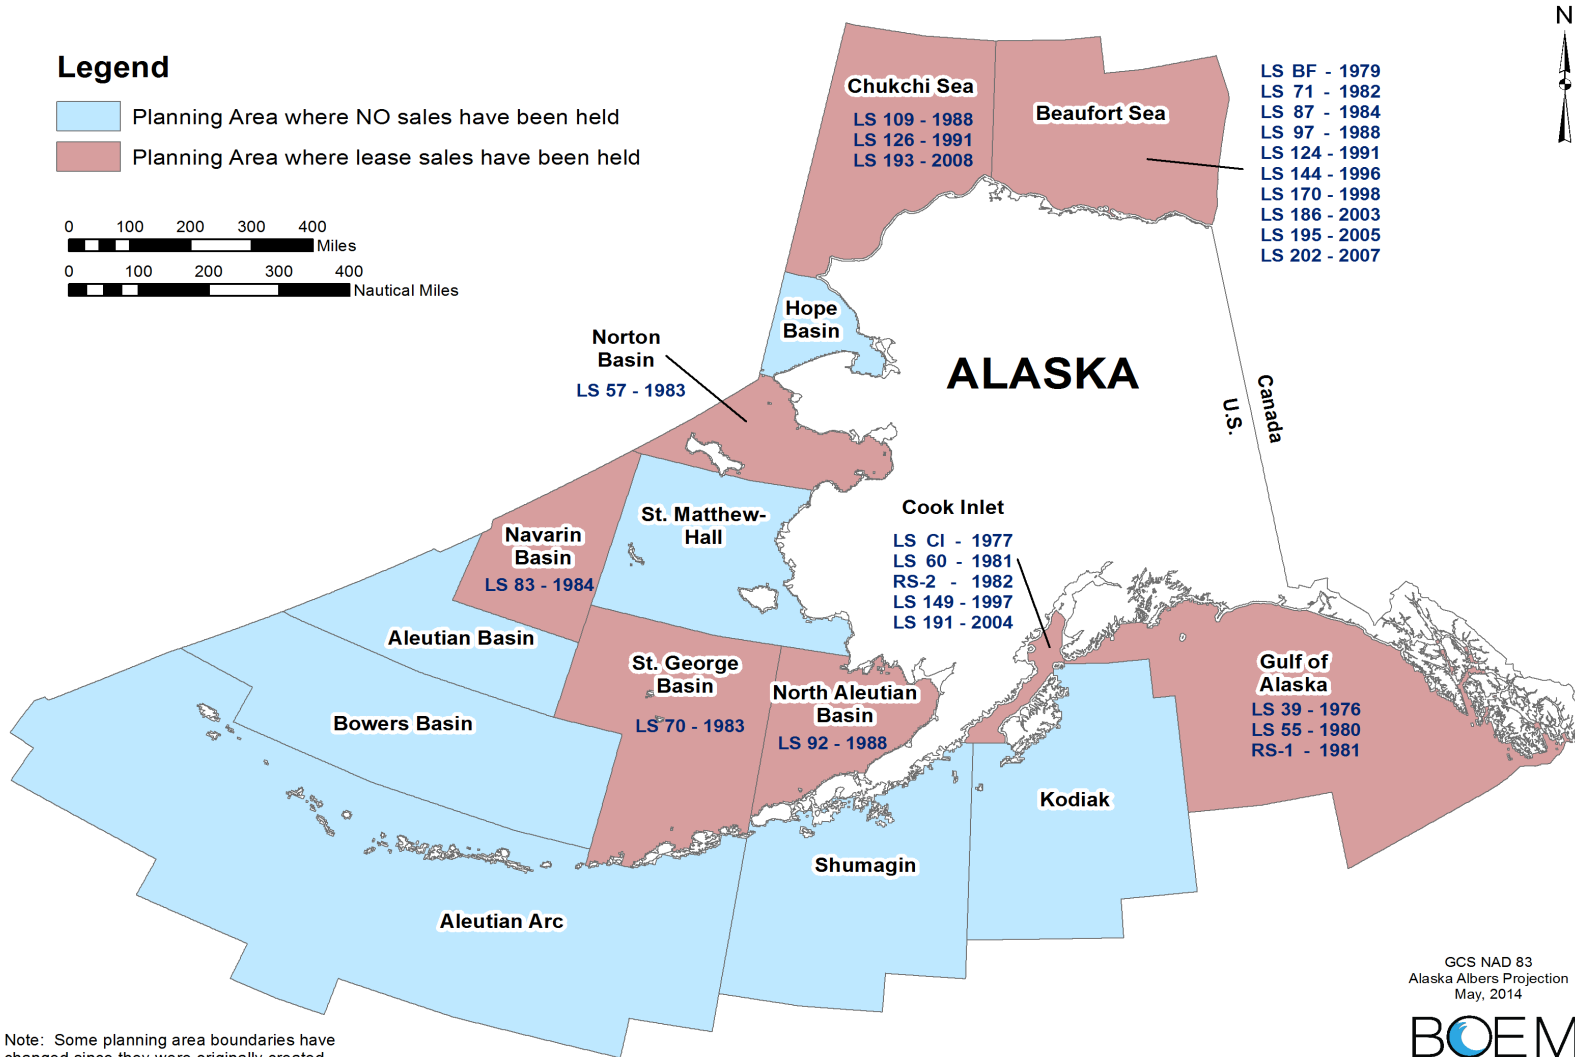 N
Legend
Planning Area where NO sales have been held
Planning Area where lease sales have been held
0 100 200 300 400
Miles
0 100 200 300 400
Nautical Miles
Chukchi Sea
LS 109 - 1988
LS 126 - 1991
LS 193 - 2008
Beaufort Sea
LS BF - 1979
LS 71 - 1982
LS 87 - 1984
LS 97 - 1988
LS 124 - 1991
LS 144 - 1996
LS 170 - 1998
LS 186 - 2003
LS 195 - 2005
LS 202 - 2007
Hope
Basin
Norton
Basin
LS 57 - 1983
ALASKA
Canada
U.S.
Navarin
Basin
LS 83 - 1984
St. Matthew-
Hall
Cook Inlet
LS CI - 1977
LS 60 - 1981
RS-2 - 1982
LS 149 - 1997
LS 191 - 2004
Aleutian Basin
St. George
Basin
LS 70 - 1983
North Aleutian
Basin
LS 92 - 1988
Gulf of
Alaska
LS 39 - 1976
LS 55 - 1980
RS-1 - 1981
Bowers Basin
Kodiak
Shumagin
Aleutian Arc
GCS NAD 83
Alaska Albers Projection
May, 2014
BOEM
Note: Some planning area boundaries have
changed since they were originally created